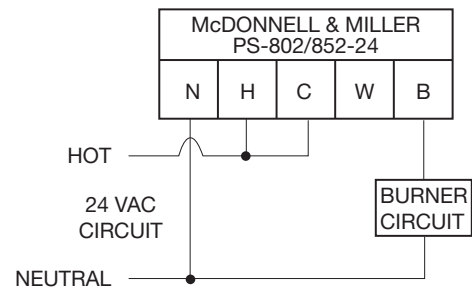 McDONNELL & MILLER
PS-802/852-24
N H C W B
HOT
24 VAC
CIRCUIT
BURNER
CIRCUIT
NEUTRAL